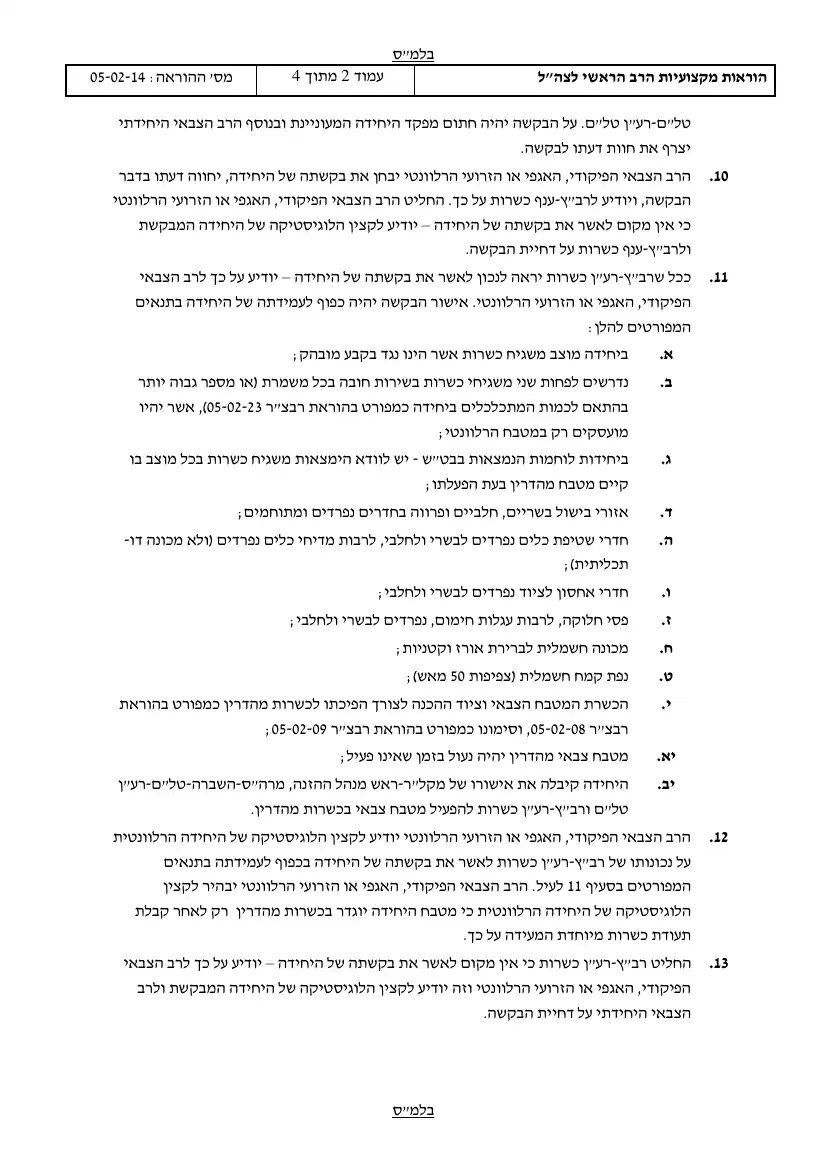 בלמ״ס
הוראות מקצועיות הרב הראשי לצה״ל עמוד 2 מתוך 4 מס׳ ההוראה: 05-02-14
טל״ם-רע״ן טל״ם. על הבקשה יהיה חתום מפקד היחידה המעוניינת ובנוסף הרב הצבאי היחידתי
יצרף את חוות דעתו לבקשה.
10. הרב הצבאי הפיקודי, האגפי או הזרועי הרלוונטי יבחן את בקשתה של היחידה, יחווה דעתו בדבר
הבקשה, ויודיע לרב״ץ-ענף כשרות על כך. החליט הרב הצבאי הפיקודי, האגפי או הזרועי הרלוונטי
כי אין מקום לאשר את בקשתה של היחידה – יודיע לקצין הלוגיסטיקה של היחידה המבקשת
ולרב״ץ-ענף כשרות על דחיית הבקשה.
11. ככל שרב״ץ-רע״ן כשרות יראה לנכון לאשר את בקשתה של היחידה – יודיע על כך לרב הצבאי
הפיקודי, האגפי או הזרועי הרלוונטי. אישור הבקשה יהיה כפוף לעמידתה של היחידה בתנאים
המפורטים להלן:
א. ביחידה מוצב משגיח כשרות אשר הינו נגד בקבע מובהק;
ב. נדרשים לפחות שני משגיחי כשרות בשירות חובה בכל משמרת (או מספר גבוה יותר
בהתאם לכמות המתכלכלים ביחידה כמפורט בהוראת רבצ״ר 05-02-23), אשר יהיו
מועסקים רק במטבח הרלוונטי;
ג. ביחידות לוחמות הנמצאות בבט״ש - יש לוודא הימצאות משגיח כשרות בכל מוצב בו
קיים מטבח מהדרין בעת הפעלתו;
ד. אזורי בישול בשריים, חלביים ופרווה בחדרים נפרדים ומתוחמים;
ה. חדרי שטיפת כלים נפרדים לבשרי ולחלבי, לרבות מדיחי כלים נפרדים (ולא מכונה דו-
תכליתית);
ו. חדרי אחסון לציוד נפרדים לבשרי ולחלבי;
ז. פסי חלוקה, לרבות עגלות חימום, נפרדים לבשרי ולחלבי;
ח. מכונה חשמלית לברירת אורז וקטניות;
ט. נפת קמח חשמלית (צפיפות 50 מאש);
י. הכשרת המטבח הצבאי וציוד ההכנה לצורך הפיכתו לכשרות מהדרין כמפורט בהוראת
רבצ״ר 05-02-08, וסימונו כמפורט בהוראת רבצ״ר 05-02-09;
יא. מטבח צבאי מהדרין יהיה נעול בזמן שאינו פעיל;
יב. היחידה קיבלה את אישורו של מקל״ר-ראש מנהל ההזנה, מרה״ס-השברה-טל״ם-רע״ן
טל״ם ורב״ץ-רע״ן כשרות להפעיל מטבח צבאי בכשרות מהדרין.
12. הרב הצבאי הפיקודי, האגפי או הזרועי הרלוונטי יודיע לקצין הלוגיסטיקה של היחידה הרלוונטית
על נכונותו של רב״ץ-רע״ן כשרות לאשר את בקשתה של היחידה בכפוף לעמידתה בתנאים
המפורטים בסעיף 11 לעיל. הרב הצבאי הפיקודי, האגפי או הזרועי הרלוונטי יבהיר לקצין
הלוגיסטיקה של היחידה הרלוונטית כי מטבח היחידה יוגדר בכשרות מהדרין רק לאחר קבלת
תעודת כשרות מיוחדת המעידה על כך.
13. החליט רב״ץ-רע״ן כשרות כי אין מקום לאשר את בקשתה של היחידה – יודיע על כך לרב הצבאי
הפיקודי, האגפי או הזרועי הרלוונטי וזה יודיע לקצין הלוגיסטיקה של היחידה המבקשת ולרב
הצבאי היחידתי על דחיית הבקשה.
בלמ״ס